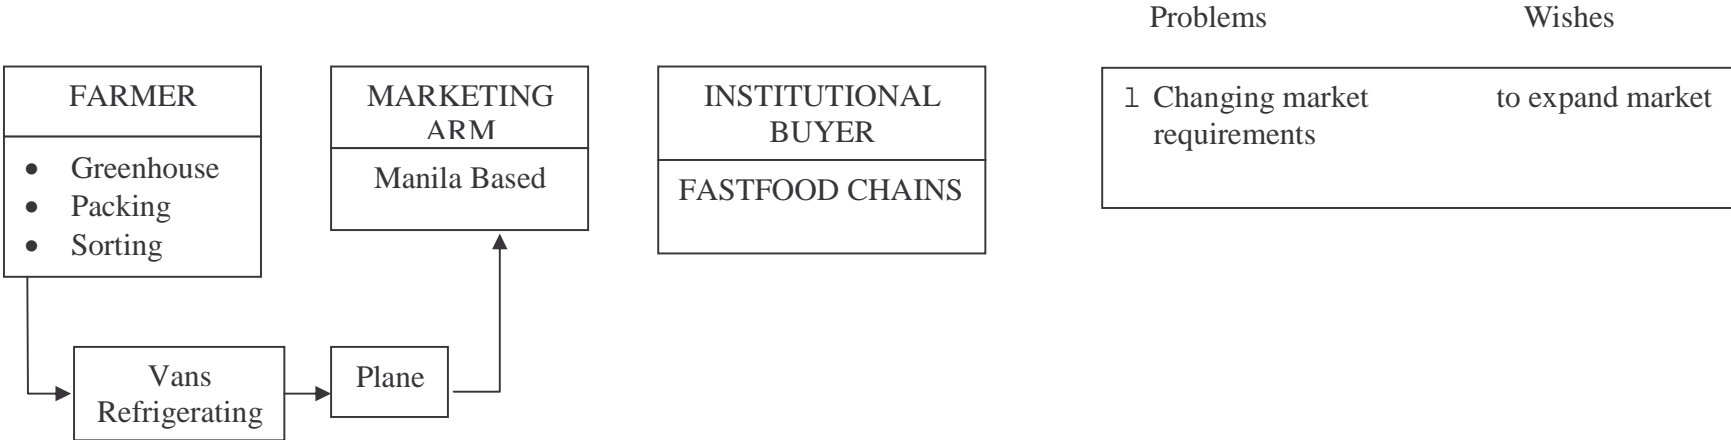 Problems Wishes
FARMER
• Greenhouse
• Packing
• Sorting
MARKETING
ARM
Manila Based
INSTITUTIONAL
BUYER
FASTFOOD CHAINS
l Changing market to expand market
requirements
Vans
Refrigerating
Plane